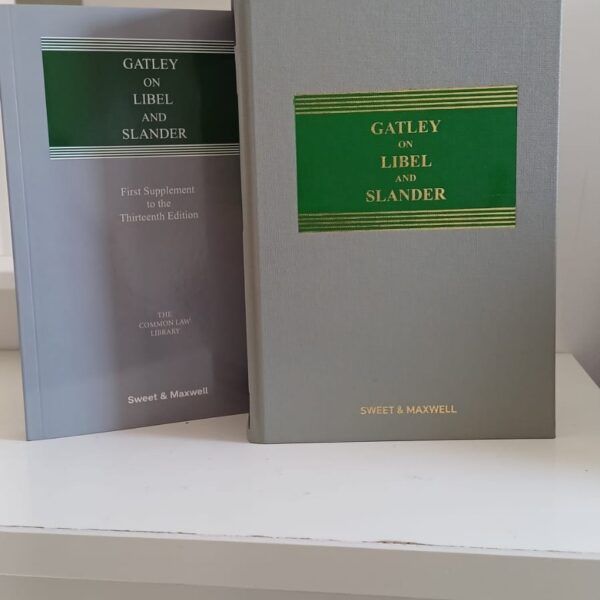 GATLEY
ON
LIBEL
AND
SLANDER
First Supplement
to the
Thirteenth Edition
THE
COMMON LAW
LIBRARY
Sweet & Maxwell
GATLEY
ON
LIBEL
AND
SLANDER
SWEET & MAXWELL